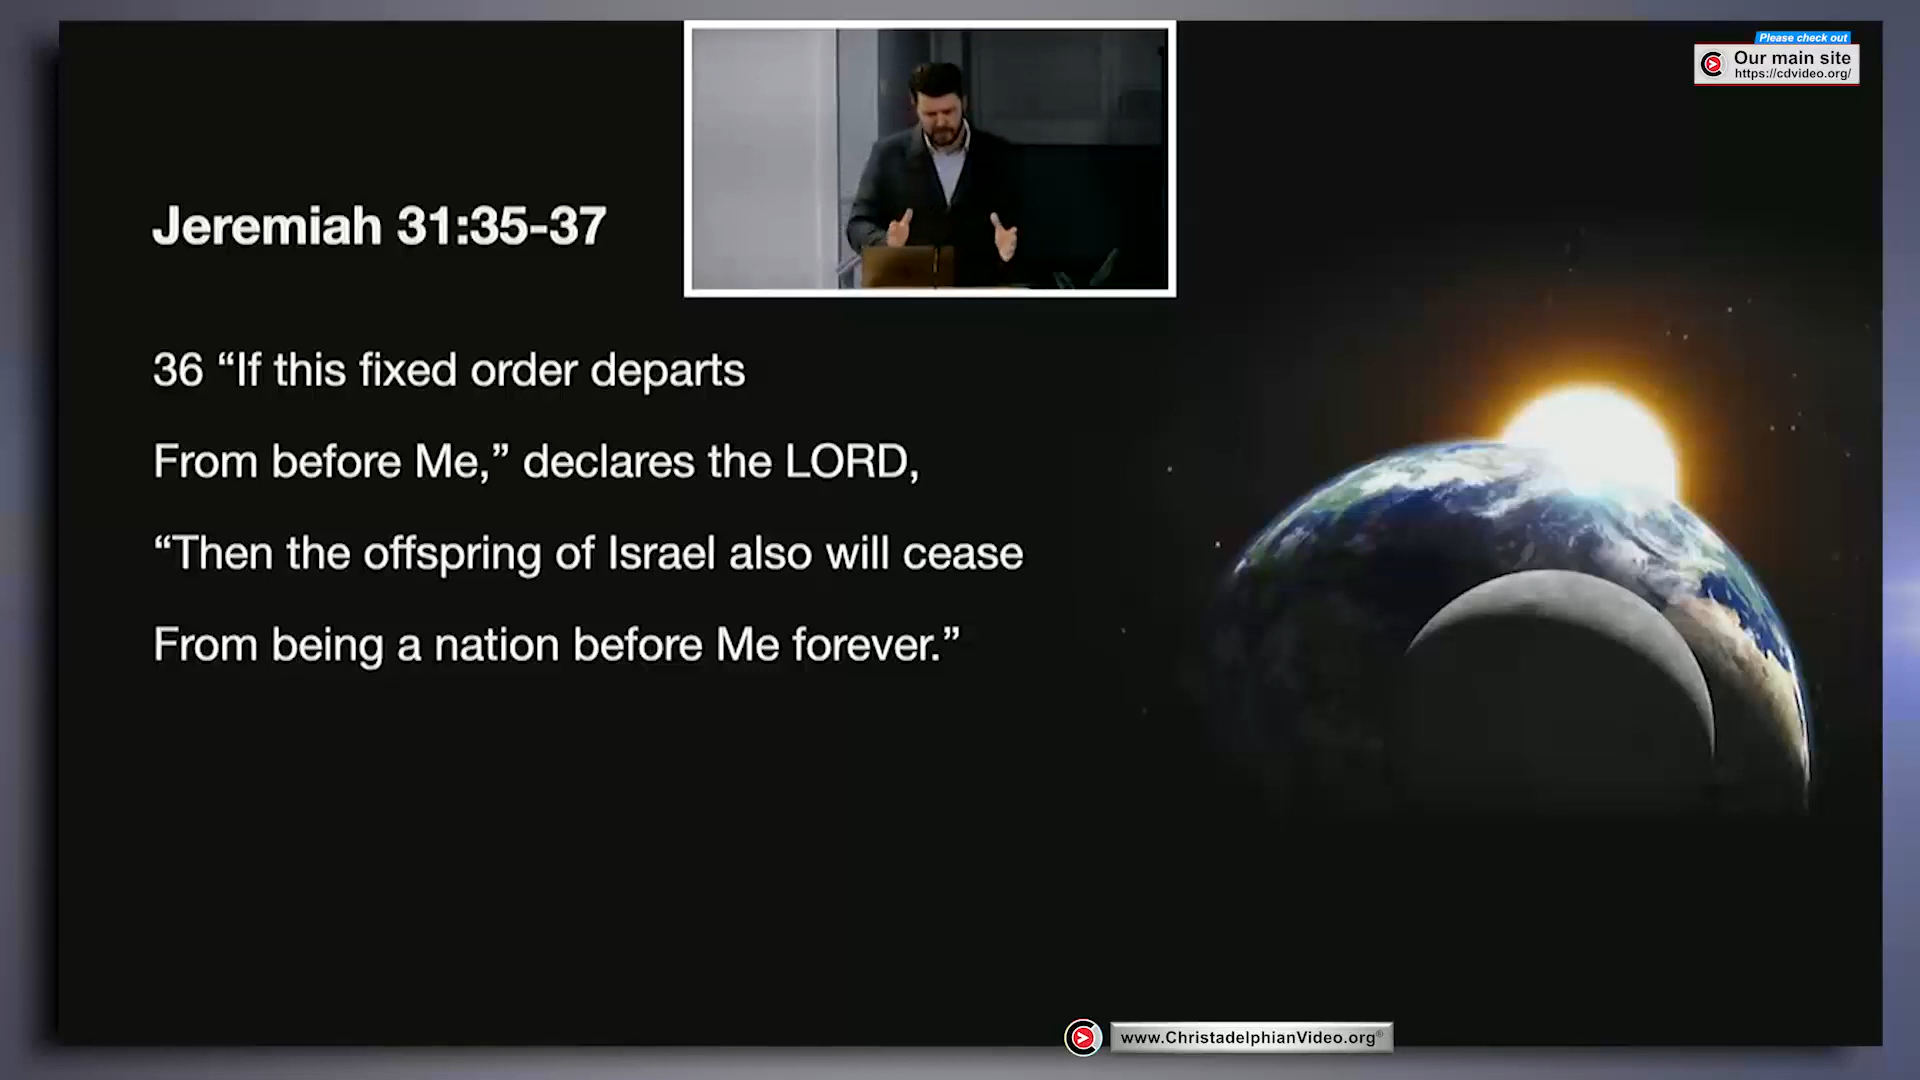 Please check out
Our main site
https://cdvideo.org/
Jeremiah 31:35-37
36 “If this fixed order departs
From before Me,” declares the LORD,
“Then the offspring of Israel also will cease
From being a nation before Me forever.”
www.ChristadelphianVideo.org®